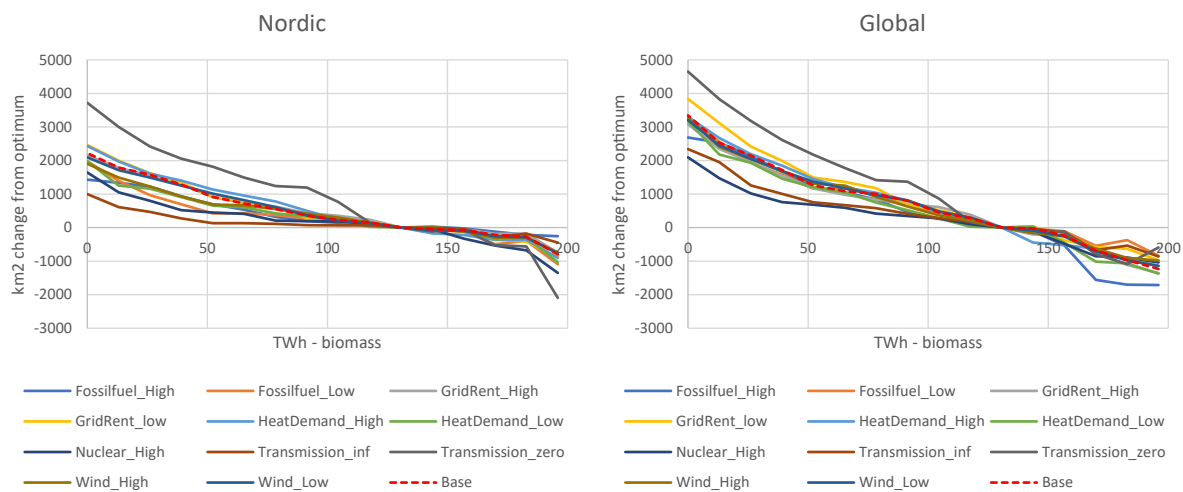 Nordic
5000
4000
3000
2000
1000
0
-1000
-2000
-3000
0
50
100
150
200
km2 change from optimum
TWh - biomass
Fossilfuel_High
Fossilfuel_Low
GridRent_High
GridRent_low
HeatDemand_High
HeatDemand_Low
Nuclear_High
Transmission_inf
Transmission_zero
Wind_High
Wind_Low
Base
Global
5000
4000
3000
2000
1000
0
-1000
-2000
-3000
0
50
100
150
200
km2 change from optimum
TWh - biomass
Fossilfuel_High
Fossilfuel_Low
GridRent_High
GridRent_low
HeatDemand_High
HeatDemand_Low
Nuclear_High
Transmission_inf
Transmission_zero
Wind_High
Wind_Low
Base